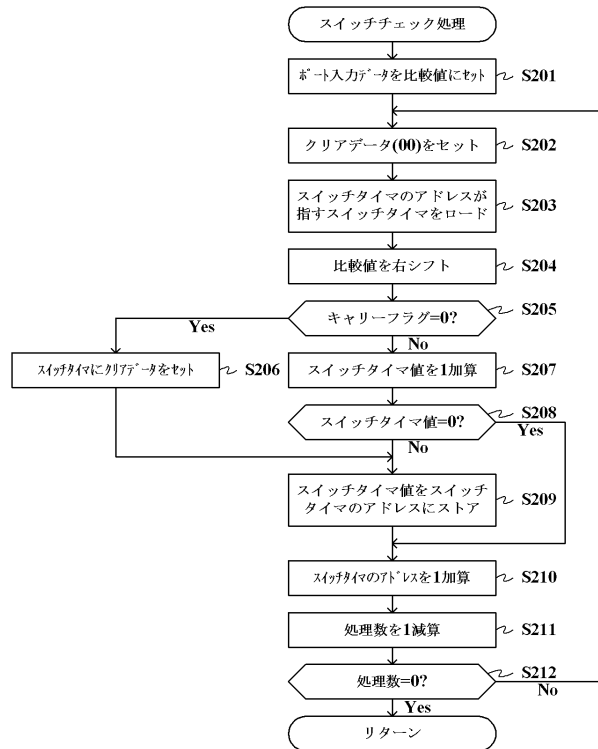 スイッチチェック処理
ﾎﾟｰﾄ入力ﾃﾞｰﾀを比較値にセット S201
クリアデータ(00)をセット S202
スイッチタイマのアドレスが
指すスイッチタイマをロード S203
比較値を右シフト S204
キャリーフラグ=0? S205
Yes
No
ｽｲｯﾁﾀｲﾏにｸﾘｱﾃﾞｰﾀをセット S206
スイッチタイマ値を1加算 S207
スイッチタイマ値=0? S208
Yes
No
スイッチタイマ値をスイッチ
タイマのアドレスにストア S209
ｽｲｯﾁﾀｲﾏのｱﾄﾞﾚｽを1加算 S210
処理数を1減算 S211
処理数=0? S212
No
Yes
リターン